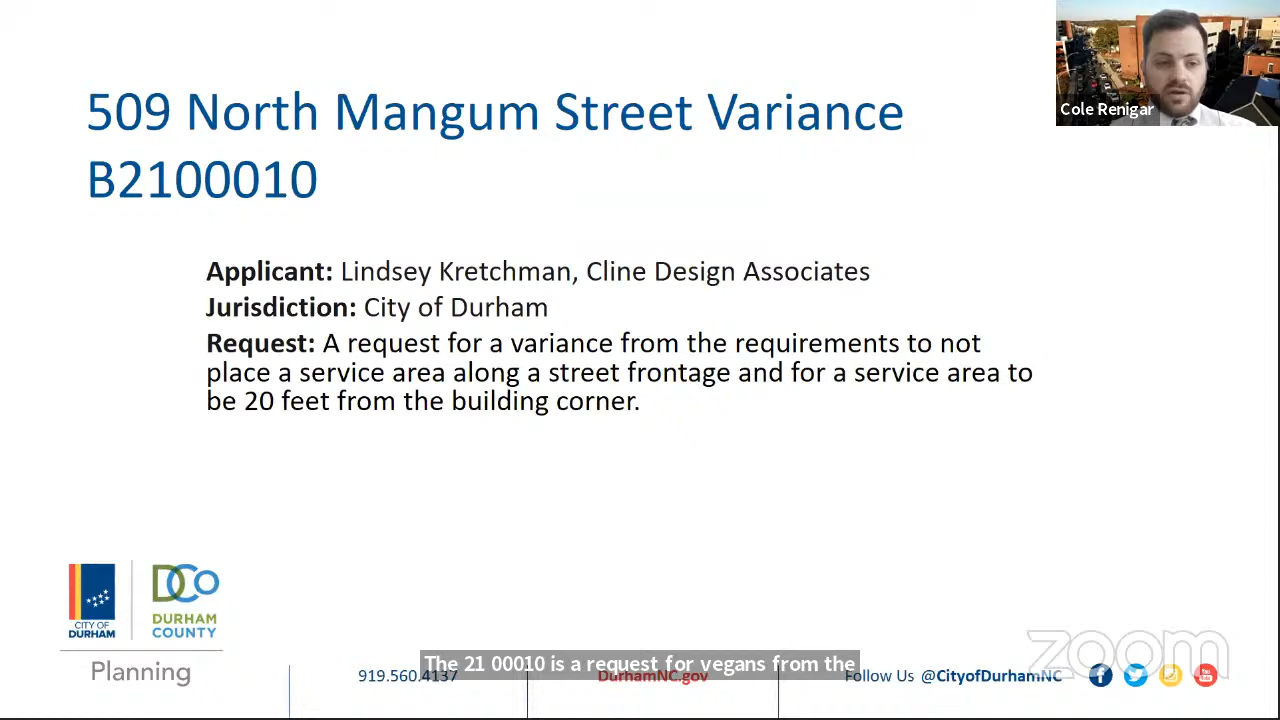 Cole Renigar
509 North Mangum Street Variance
B2100010
Applicant: Lindsey Kretchman, Cline Design Associates
Jurisdiction: City of Durham
Request: A request for a variance from the requirements to not
place a service area along a street frontage and for a service area to
be 20 feet from the building corner.
CITY OF
DURHAM
DCO
DURHAM
COUNTY
Planning
zoom
The 21 00010 is a request for vegans from the
919.560.4137
DurhamNC.gov
Follow Us @CityofDurhamNC